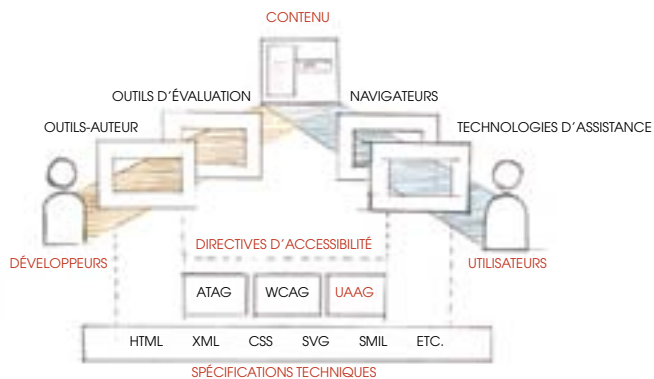 CONTENU
OUTILS D'ÉVALUATION
NAVIGATEURS
OUTILS-AUTEUR
TECHNOLOGIES D'ASSISTANCE
DIRECTIVES D'ACCESSIBILITÉ
DÉVELOPPEURS
UTILISATEURS
ATAG WCAG UAAG
HTML XML CSS SVG SMIL ETC.
SPÉCIFICATIONS TECHNIQUES